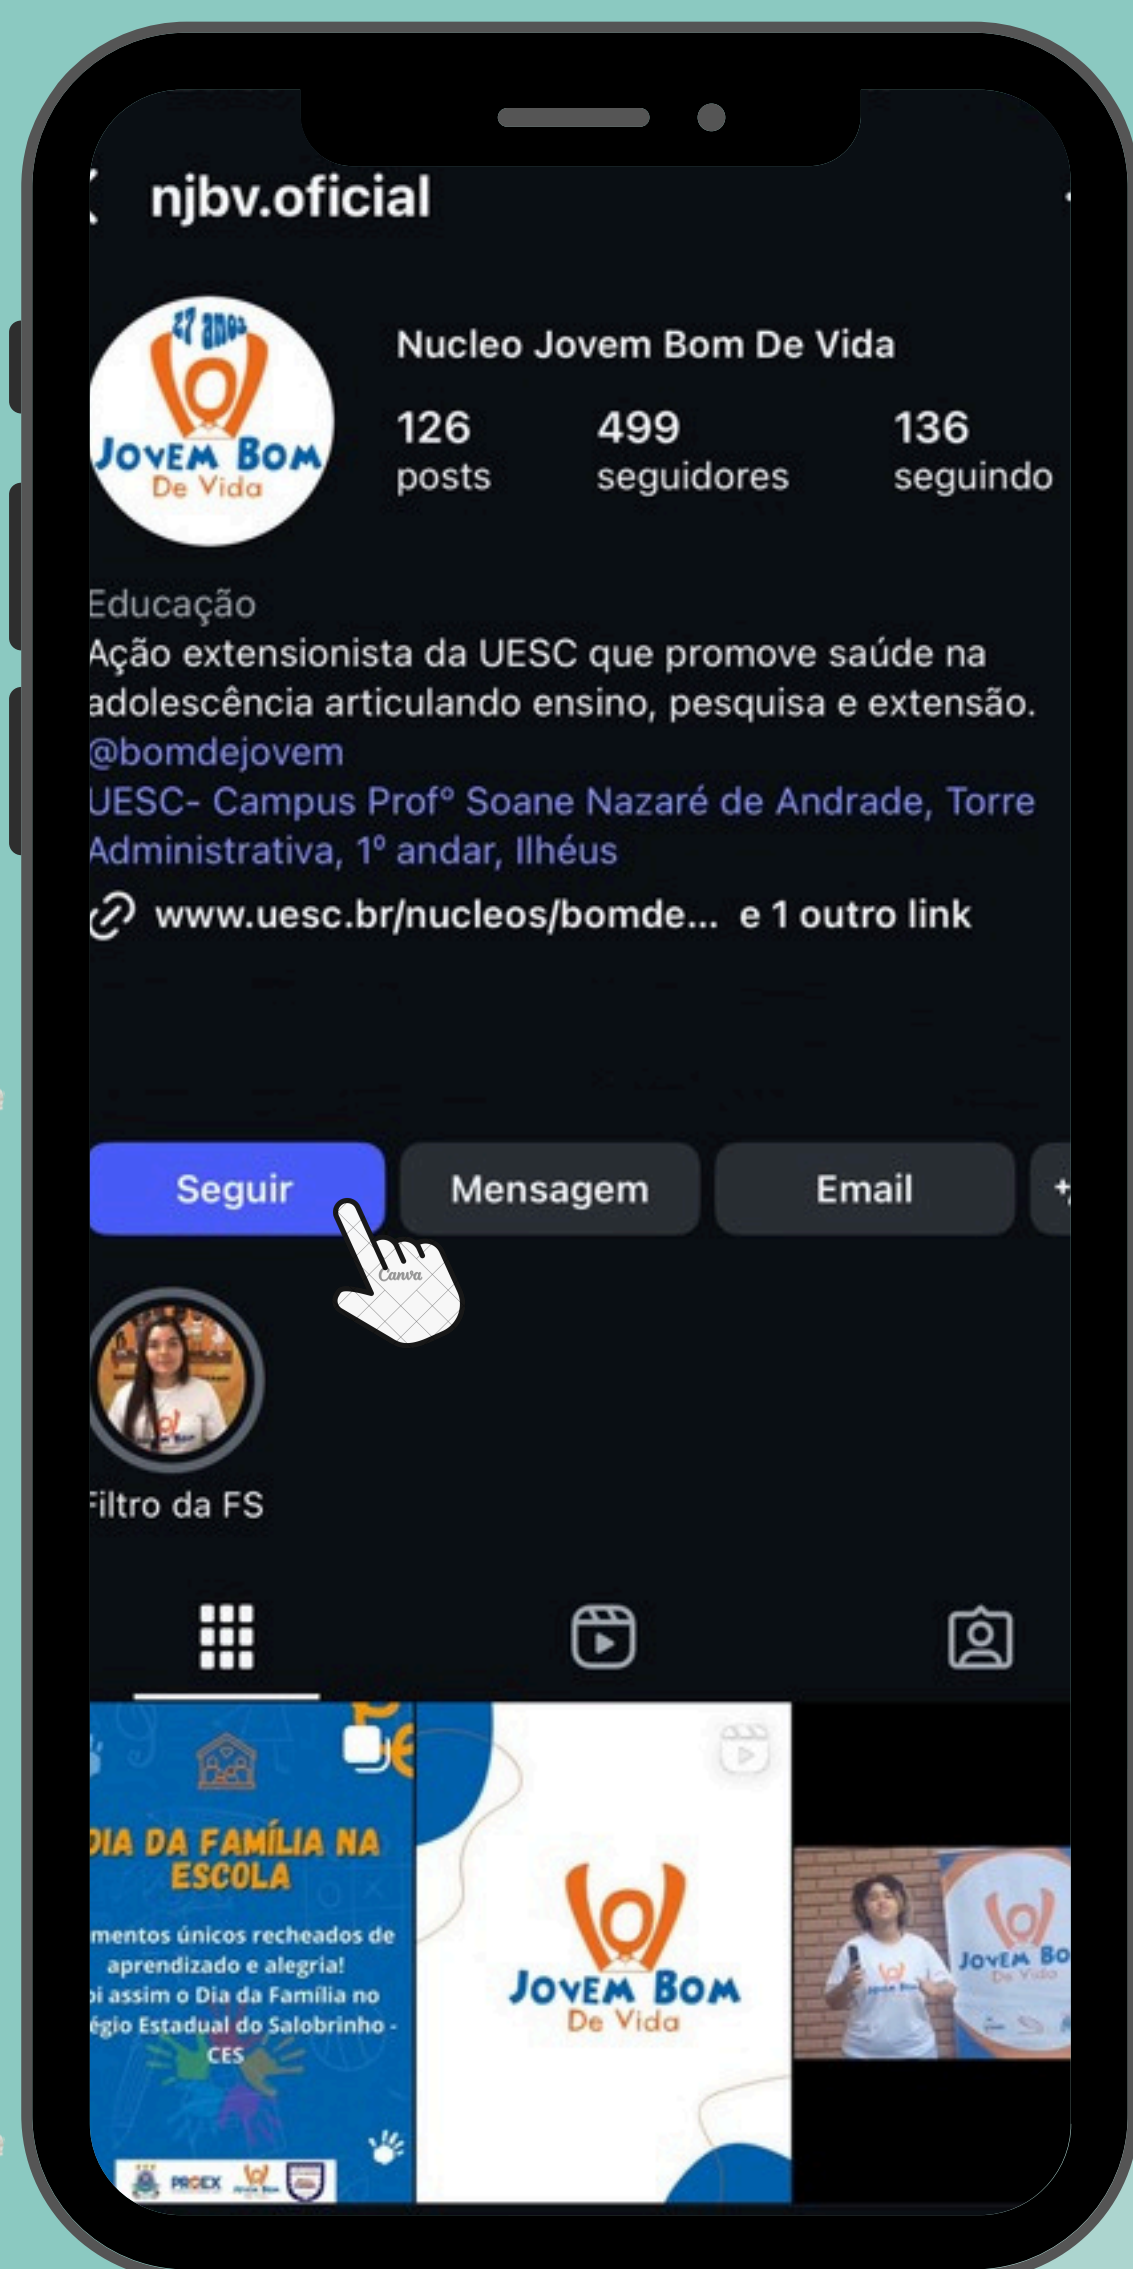 njbv.oficial
27 anos
JOVEM BOM
De Vida
Nucleo Jovem Bom De Vida
126 499 136
posts seguidores seguindo
Educação
Ação extensionista da UESC que promove saúde na
adolescência articulando ensino, pesquisa e extensão.
@bomdejovem
UESC- Campus Profº Soane Nazaré de Andrade, Torre
Administrativa, 1º andar, Ilhéus
www.uesc.br/nucleos/bomde... e 1 outro link
Seguir Mensagem Email
Canva
Filtro da FS
DIA DA FAMÍLIA NA
ESCOLA
mentos únicos recheados de
aprendizado e alegria!
oi assim o Dia da Família no
égio Estadual do Salobrinho -
CES
PROEX
JOVEM BOM
De Vida
JOVEM BO
De Vida